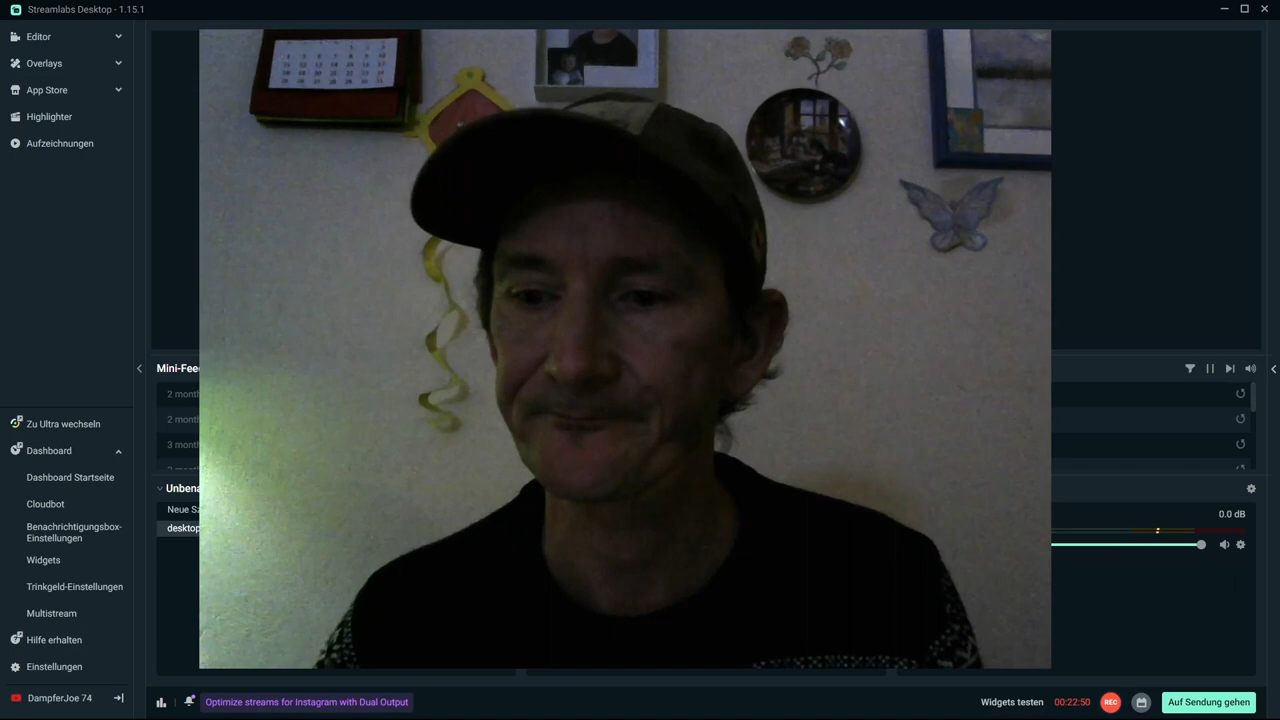 Streamlabs Desktop - 1.15.1
Editor
Overlays
App Store
Highlighter
Aufzeichnungen
Zu Ultra wechseln
Dashboard
Dashboard Startseite
Cloudbot
Benachrichtigungsbox-
Einstellungen
Widgets
Trinkgeld-Einstellungen
Multistream
Hilfe erhalten
Einstellungen
DampferJoe 74
Mini-Fee
2 month
2 month
3 month
Unbena
Neue Sz
desktop
0.0 dB
Optimize streams for Instagram with Dual Output
Widgets testen
00:22:50
REC
Auf Sendung gehen